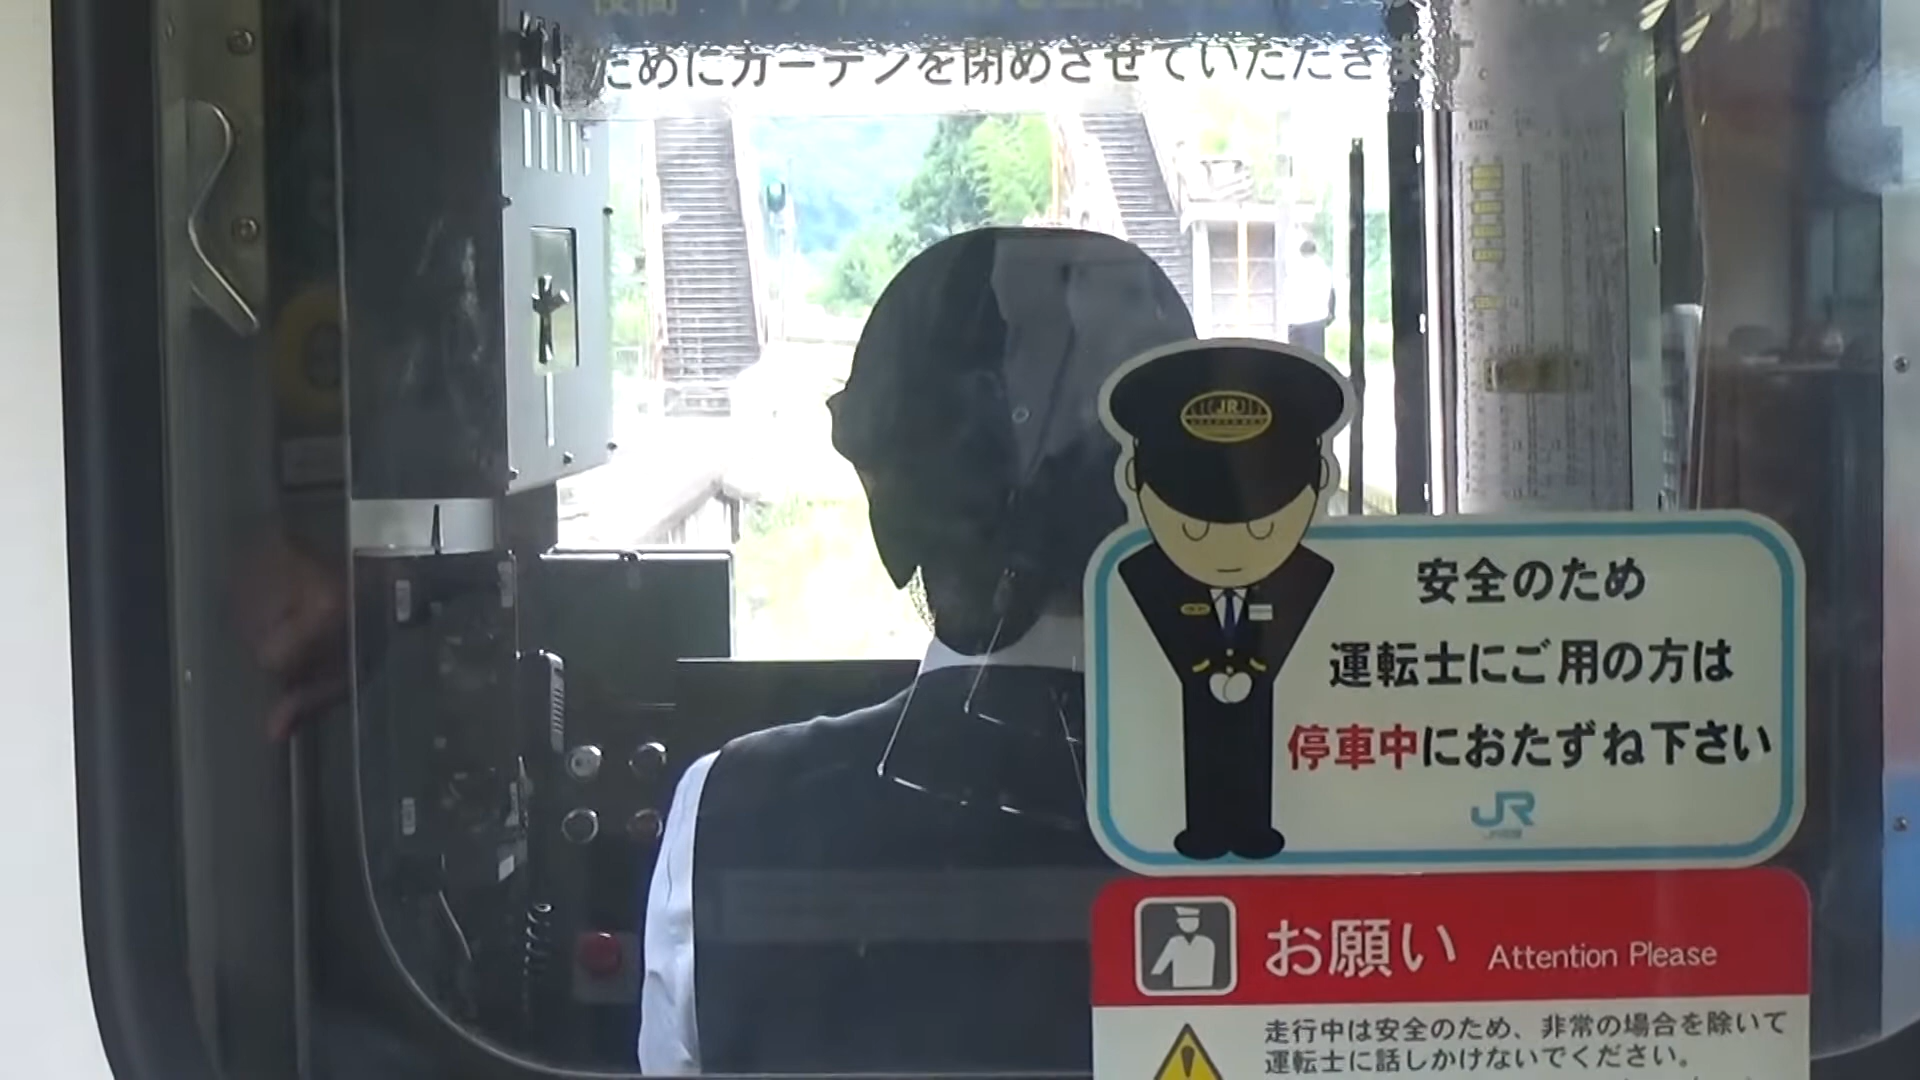 ためにカーテンを閉めさせていただきます。
JR
安全のため
運転士にご用の方は
停車中におたずね下さい
JR
お願い Attention Please
走行中は安全のため、非常の場合を除いて
運転士に話しかけないでください。